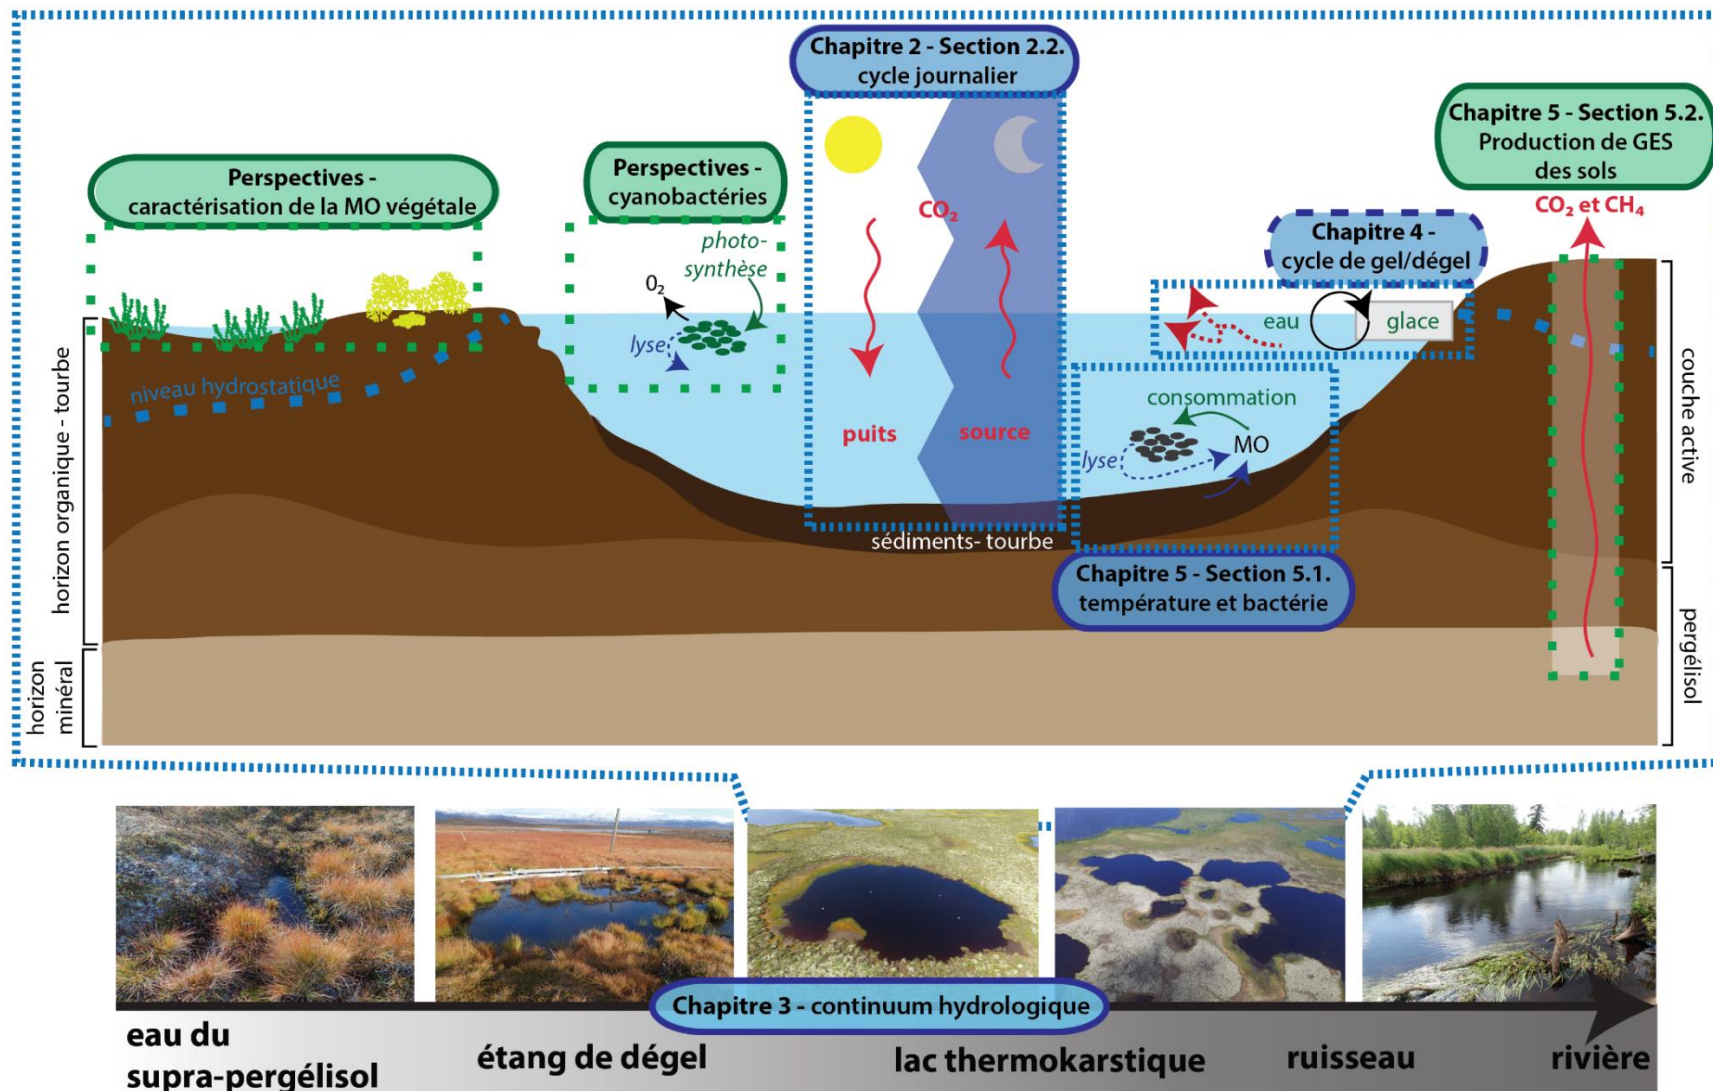 Chapitre 2 - Section 2.2.
cycle journalier
Chapitre 5 - Section 5.2.
Production de GES
des sols
Perspectives -
caractérisation de la MO végétale
Perspectives -
cyanobactéries
CO₂
CO₂ et CH₄
Chapitre 4 -
cycle de gel/dégel
photo-
synthèse
O₂
lyse
eau
glace
niveau hydrostatique
consommation
puits
source
MO
lyse
sédiments- tourbe
Chapitre 5 - Section 5.1.
température et bactérie
horizon organique - tourbe
horizon
minéral
couche active
pergélisol
Chapitre 3 - continuum hydrologique
eau du
supra-pergélisol
étang de dégel
lac thermokarstique
ruisseau
rivière